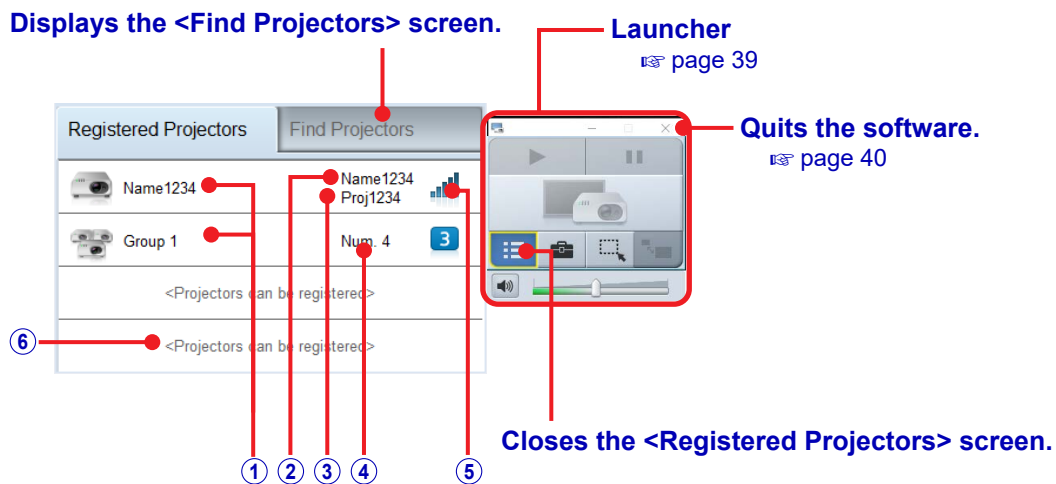 Displays the <Find Projectors> screen.
Launcher
☞ page 39
Registered Projectors
Find Projectors
Quits the software.
☞ page 40
Name1234
Name1234
Proj1234
Group 1
Num. 4
3
<Projectors can be registered>
⑥
<Projectors can be registered>
Closes the <Registered Projectors> screen.
① ② ③ ④ ⑤